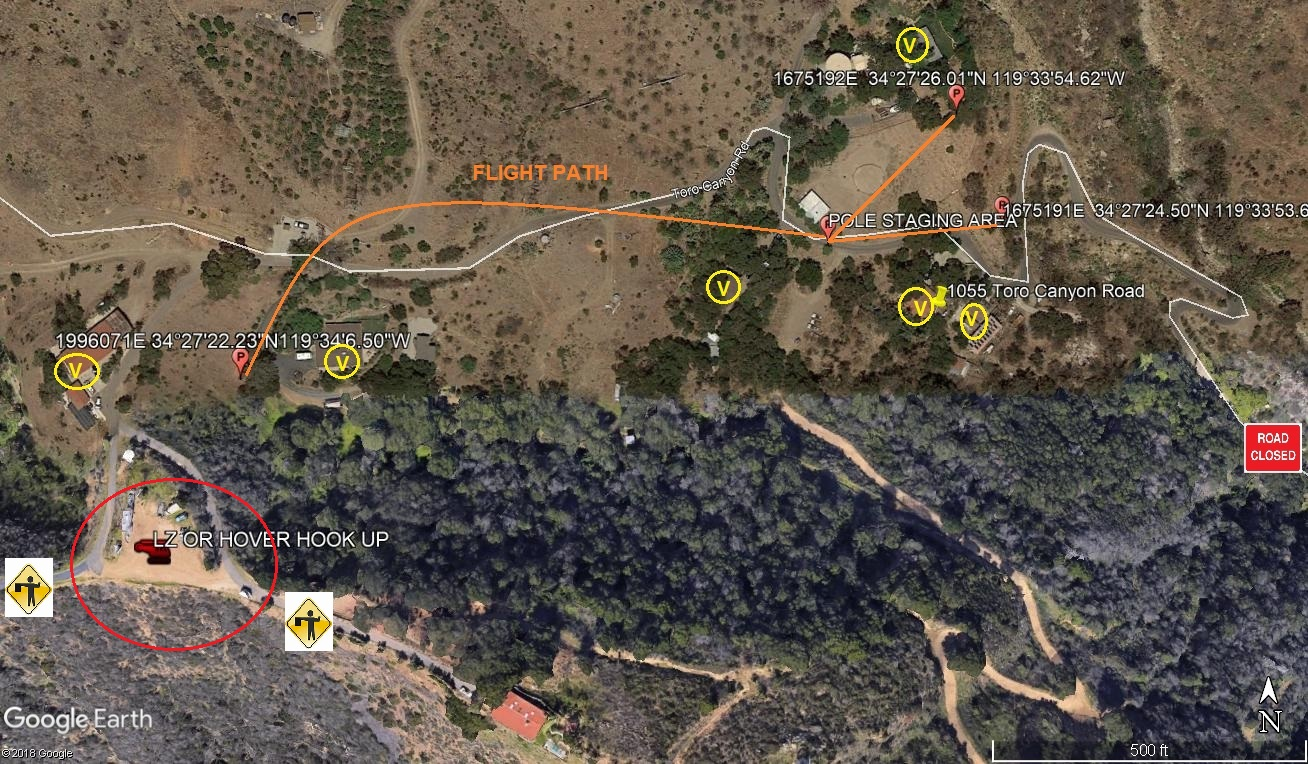 V
1675192E 34°27'26.01"N 119°33'54.62"W
P
Toro Canyon Rd
FLIGHT PATH
P
1675191E 34°27'24.50"N 119°33'53.6
POLE STAGING AREA
V
V
1055 Toro Canyon Road
V
1996071E 34°27'22.23"N119°34'6.50"W
P
V
V
ROAD
CLOSED
LZ OR HOVER HOOK UP
Google Earth
©2018 Google
N
500 ft